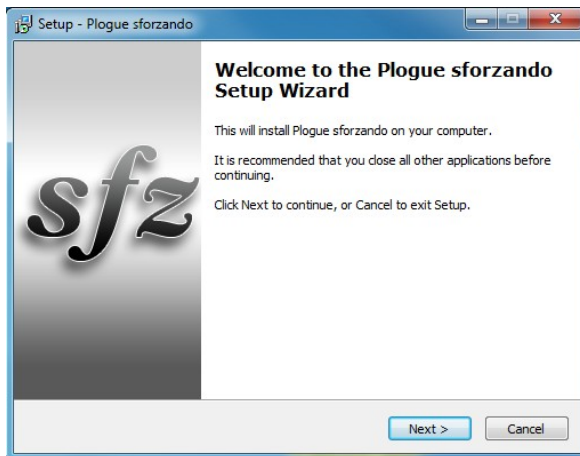 Setup - Plogue sforzando
Welcome to the Plogue sforzando
Setup Wizard
This will install Plogue sforzando on your computer.
It is recommended that you close all other applications before
continuing.
Click Next to continue, or Cancel to exit Setup.
sfz
Next >
Cancel